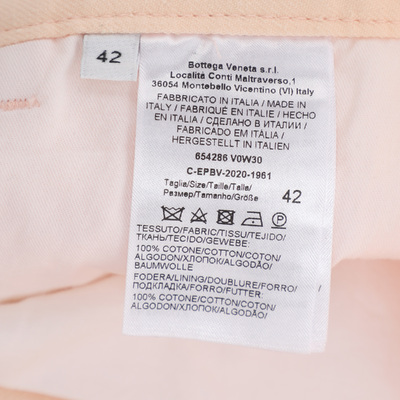 42
Bottega Veneta s.r.l.
Località Conti Maltraverso,1
36054 Montebello Vicentino (VI) Italy
FABBRICATO IN ITALIA / MADE IN
ITALY / FABRIQUÉ EN ITALIE / HECHO
EN ITALIA / СДЕЛАНО В ИТАЛИИ /
FABRICADO EM ITALIA /
HERGESTELLT IN ITALIEN
654286 V0W30
C-EPBV-2020-1961
Taglia/Size/Taille/Talla/
Размер/Tamanho/Größe 42
P
TESSUTO/FABRIC/TISSU/TEJIDO/
ТКАНЬ/TECIDO/GEWEBE:
100% COTONE/COTTON/COTON/
ALGODON/ХЛОПОК/ALGODÃO/
BAUMWOLLE
FODERA/LINING/DOUBLURE/FORRO/
ПОДКЛАДКА/FORRO/FUTTER:
100% COTONE/COTTON/COTON/
ALGODON/ХЛОПОК/ALGODÃO/